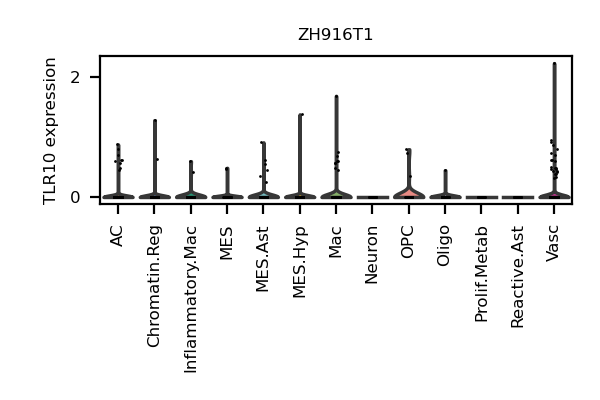 ZH916T1
TLR10 expression
2
0
AC
Chromatin.Reg
Inflammatory.Mac
MES
MES.Ast
MES.Hyp
Mac
Neuron
OPC
Oligo
Prolif.Metab
Reactive.Ast
Vasc